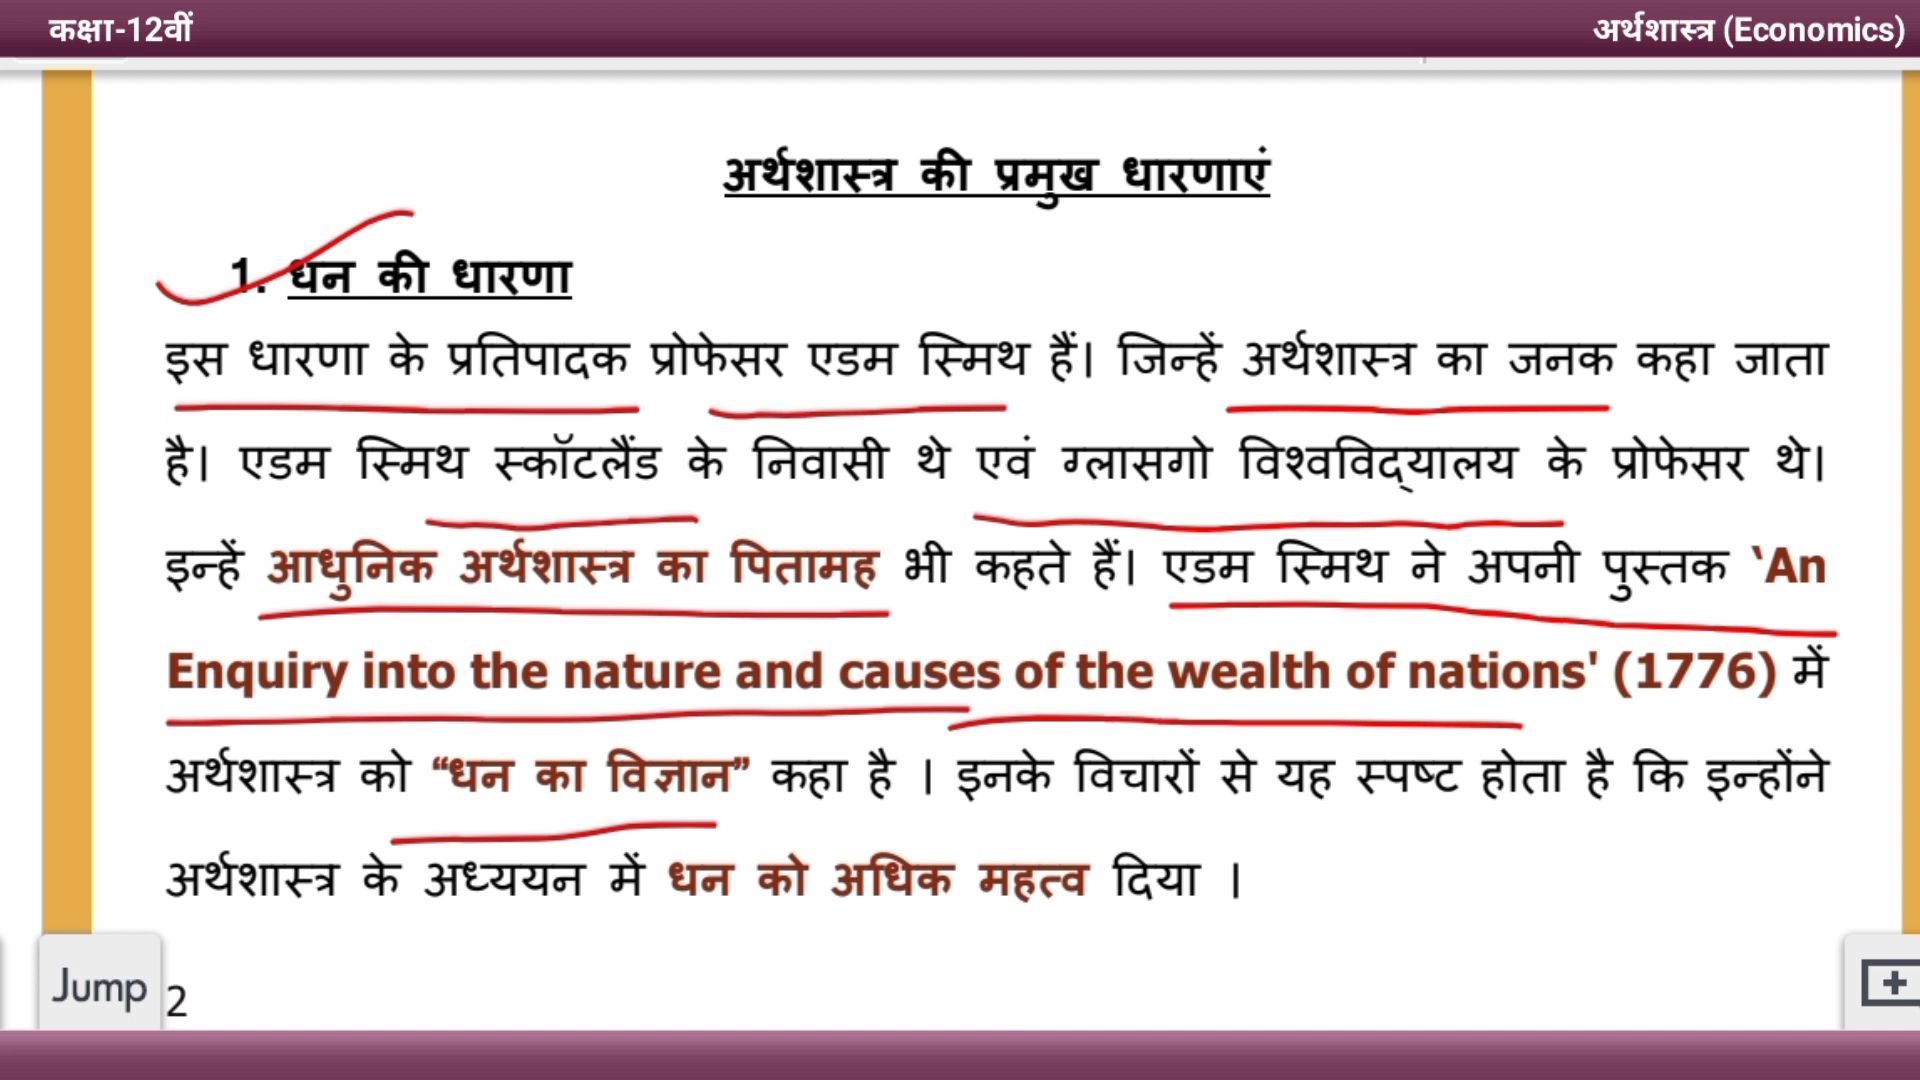 कक्षा-12वीं
अर्थशास्त्र (Economics)
अर्थशास्त्र की प्रमुख धारणाएं
1. धन की धारणा
इस धारणा के प्रतिपादक प्रोफेसर एडम स्मिथ हैं। जिन्हें अर्थशास्त्र का जनक कहा जाता
है। एडम स्मिथ स्कॉटलैंड के निवासी थे एवं ग्लासगो विश्वविद्यालय के प्रोफेसर थे।
इन्हें आधुनिक अर्थशास्त्र का पितामह भी कहते हैं। एडम स्मिथ ने अपनी पुस्तक ‘An
Enquiry into the nature and causes of the wealth of nations' (1776) में
अर्थशास्त्र को “धन का विज्ञान” कहा है । इनके विचारों से यह स्पष्ट होता है कि इन्होंने
अर्थशास्त्र के अध्ययन में धन को अधिक महत्व दिया ।
Jump
2